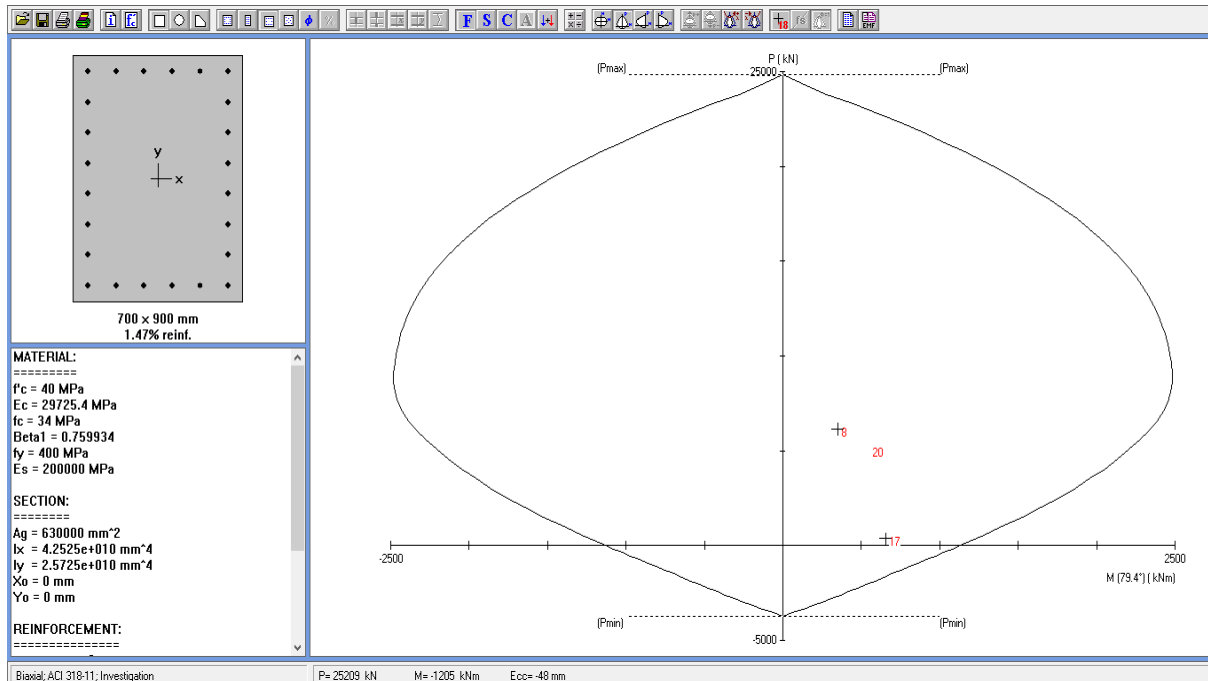 F S C A
18 fs
EMF
y
x
700 x 900 mm
1.47% reinf.
MATERIAL:
=========
f'c = 40 MPa
Ec = 29725.4 MPa
fc = 34 MPa
Beta1 = 0.759934
fy = 400 MPa
Es = 200000 MPa
SECTION:
========
Ag = 630000 mm^2
Ix = 4.2525e+010 mm^4
Iy = 2.5725e+010 mm^4
Xo = 0 mm
Yo = 0 mm
REINFORCEMENT:
===============
P ( kN)
(Pmax)
25000
(Pmax)
8
20
17
-2500
2500
M (79.4°) ( kNm)
(Pmin)
(Pmin)
-5000
Biaxial; ACI 318-11; Investigation
P= 25209 kN M= -1205 kNm Ecc= -48 mm